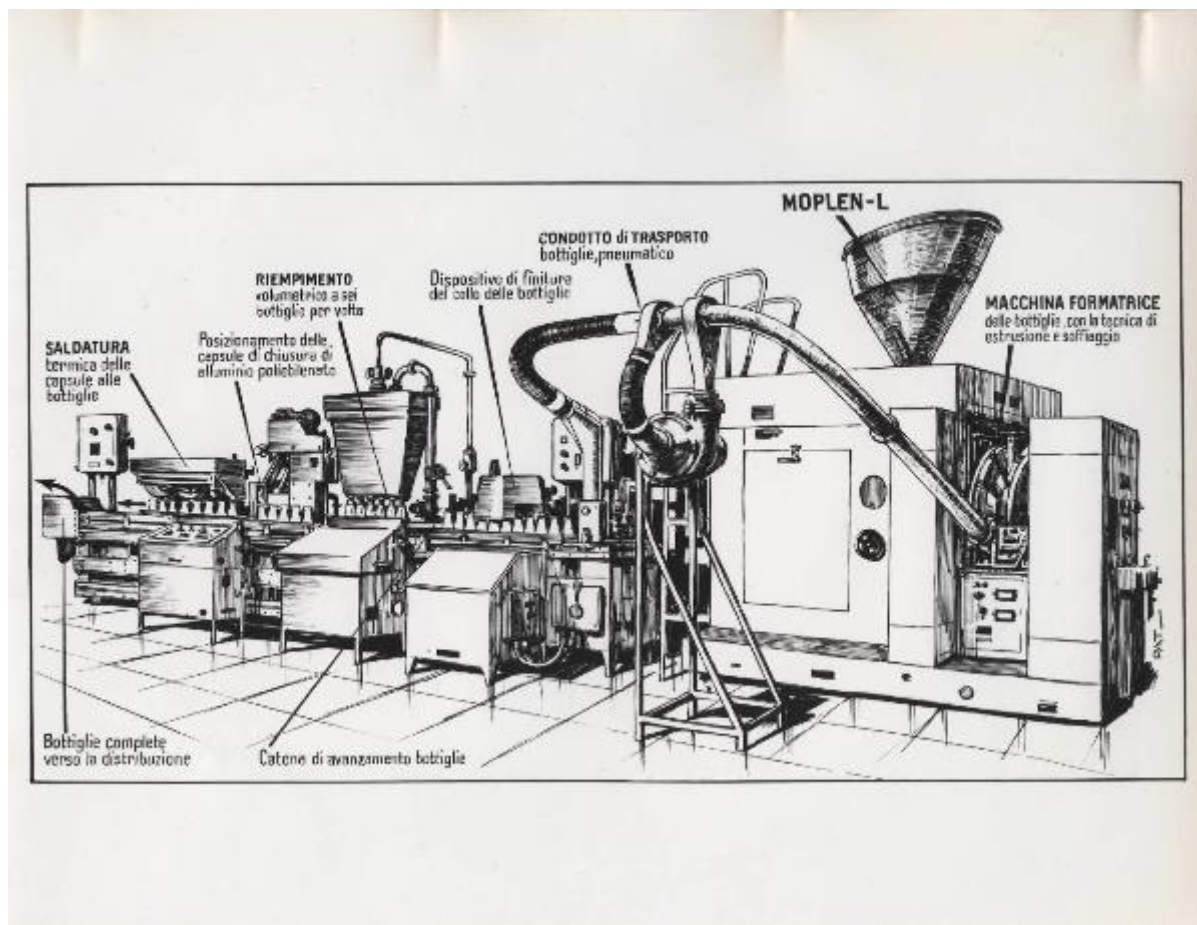 MOPLEN-L
CONDOTTO di TRASPORTO
bottiglie, pneumatico
MACCHINA FORMATRICE
delle bottiglie, con la tecnica di
estrusione e soffiaggio
Dispositivo di finitura
del collo delle bottiglie
RIEMPIMENTO
volumetrico a sei
bottiglie per volta
Posizionamento delle
capsule di chiusura di
alluminio polietilenato
SALDATURA
termica delle
capsule alle
bottiglie
Bottiglie complete
verso la distribuzione
Catena di avanzamento bottiglie